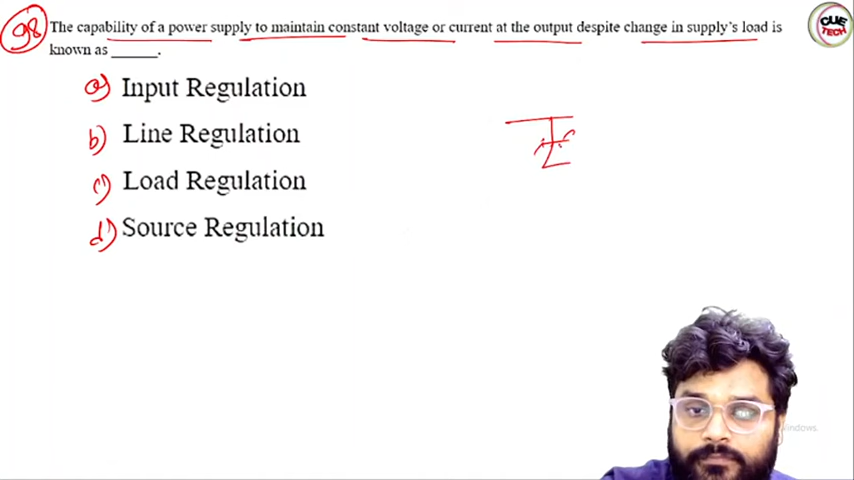 98
The capability of a power supply to maintain constant voltage or current at the output despite change in supply's load is
known as ______.
a) Input Regulation
b) Line Regulation
c) Load Regulation
d) Source Regulation
CUE
TECH
Windows.